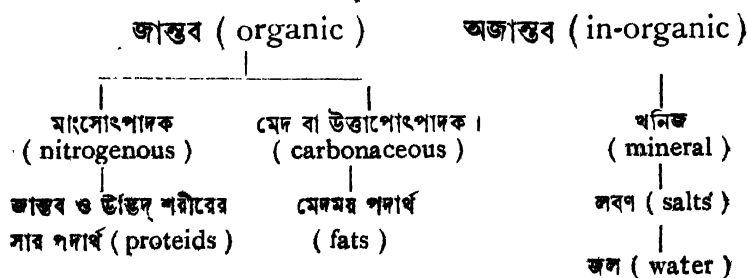 জান্তব ( organic ) অজান্তব ( in-organic )
মাংসোৎপাদক মেদ বা উত্তাপোৎপাদক । খনিজ
( nitrogenous ) ( carbonaceous ) ( mineral )
জান্তব ও উদ্ভিদ্ শরীরের মেদময় পদার্থ লবণ ( salts )
সার পদার্থ ( proteids ) ( fats )
জল ( water )